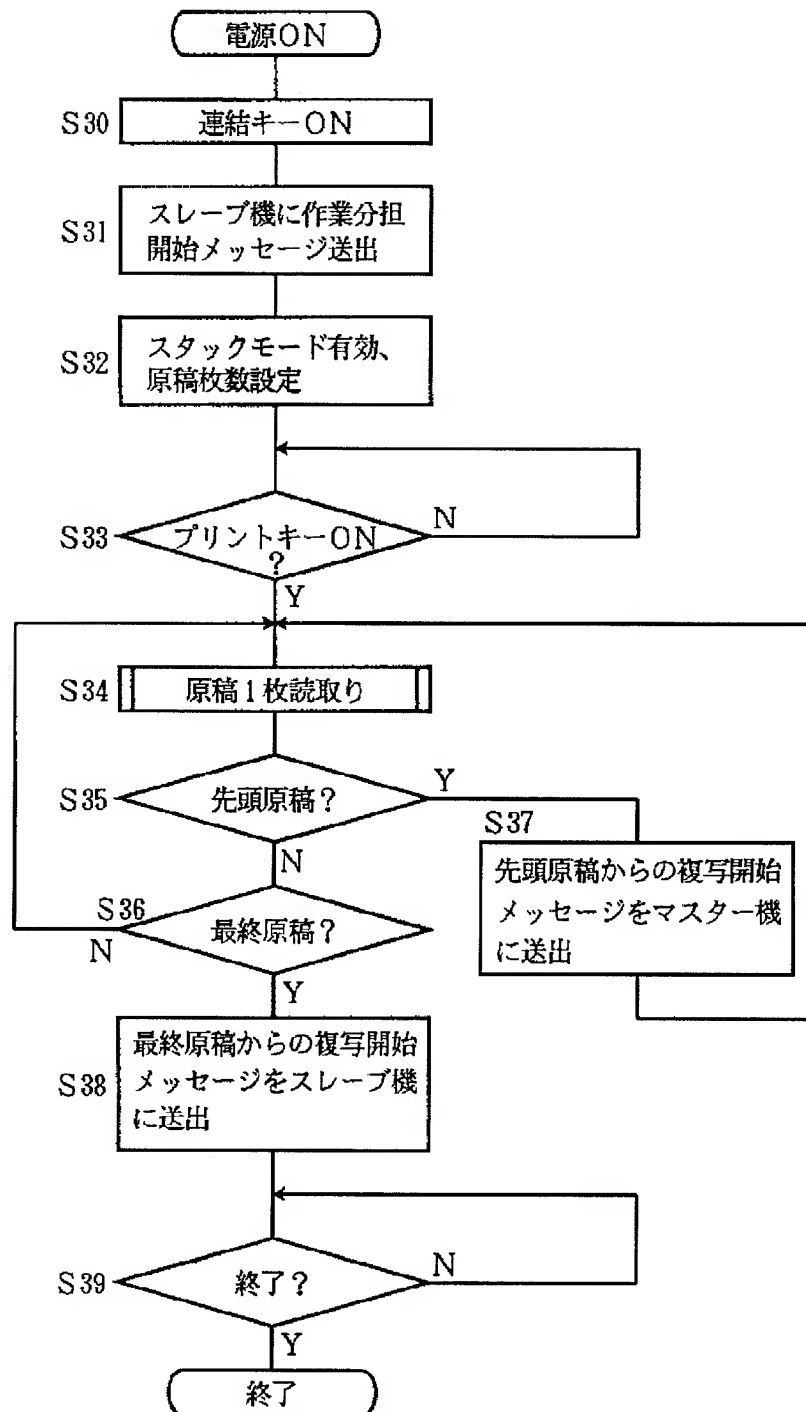 電源ON
S30
連結キーON
S31
スレーブ機に作業分担
開始メッセージ送出
S32
スタックモード有効、
原稿枚数設定
S33
プリントキーON
?
N
Y
S34
原稿1枚読取り
S35
先頭原稿?
Y
N
S37
先頭原稿からの複写開始
メッセージをマスター機
に送出
S36
最終原稿?
N
Y
S38
最終原稿からの複写開始
メッセージをスレーブ機
に送出
S39
終了?
N
Y
終了